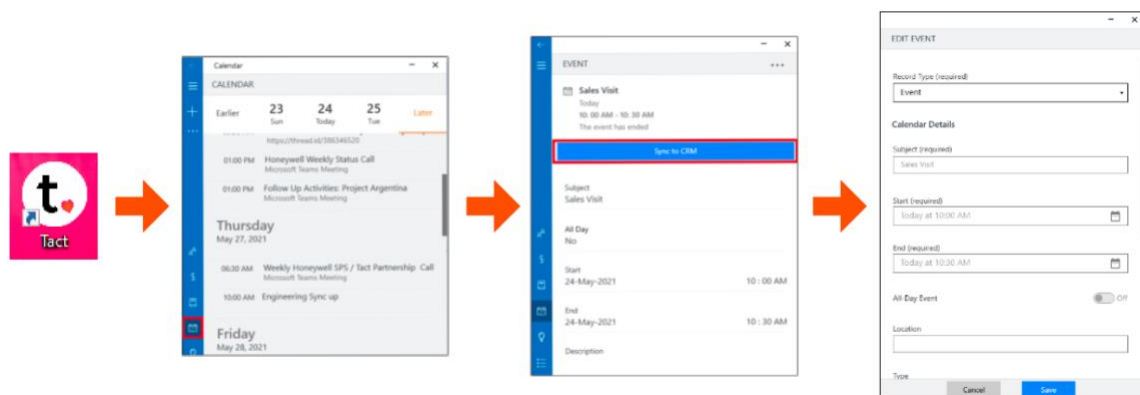 t.
Tact
Calendar
CALENDAR
Earlier
23
Sun
24
Today
25
Tue
Later
https://thread.id/386346520
01:00 PM Honeywell Weekly Status Call
Microsoft Teams Meeting
01:00 PM Follow Up Activities: Project Argentina
Microsoft Teams Meeting
Thursday
May 27, 2021
06:30 AM Weekly Honeywell SPS / Tact Partnership Call
Microsoft Teams Meeting
10:00 AM Engineering Sync up
Friday
May 28, 2021
EVENT
Sales Visit
Today
10: 00 AM - 10: 30 AM
The event has ended
Sync to CRM
Subject
Sales Visit
All Day
No
Start
24-May-2021 10 : 00 AM
End
24-May-2021 10 : 30 AM
Description
EDIT EVENT
Record Type (required)
Event
Calendar Details
Subject (required)
Sales Visit
Start (required)
Today at 10:00 AM
End (required)
Today at 10:30 AM
All-Day Event Off
Location
Type
Cancel Save